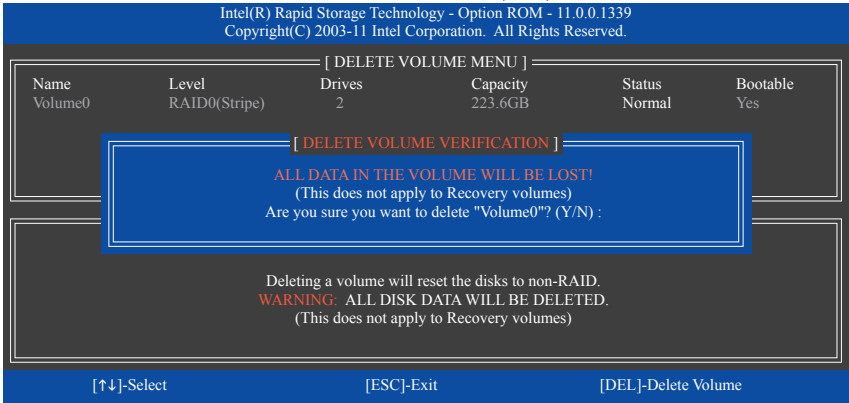 Intel(R) Rapid Storage Technology - Option ROM - 11.0.0.1339
Copyright(C) 2003-11 Intel Corporation. All Rights Reserved.
[ DELETE VOLUME MENU ]
Name Level Drives Capacity Status Bootable
Volume0 RAID0(Stripe) 2 223.6GB Normal Yes
[ DELETE VOLUME VERIFICATION ]
ALL DATA IN THE VOLUME WILL BE LOST!
(This does not apply to Recovery volumes)
Are you sure you want to delete "Volume0"? (Y/N) :
Deleting a volume will reset the disks to non-RAID.
WARNING: ALL DISK DATA WILL BE DELETED.
(This does not apply to Recovery volumes)
[↑↓]-Select [ESC]-Exit [DEL]-Delete Volume